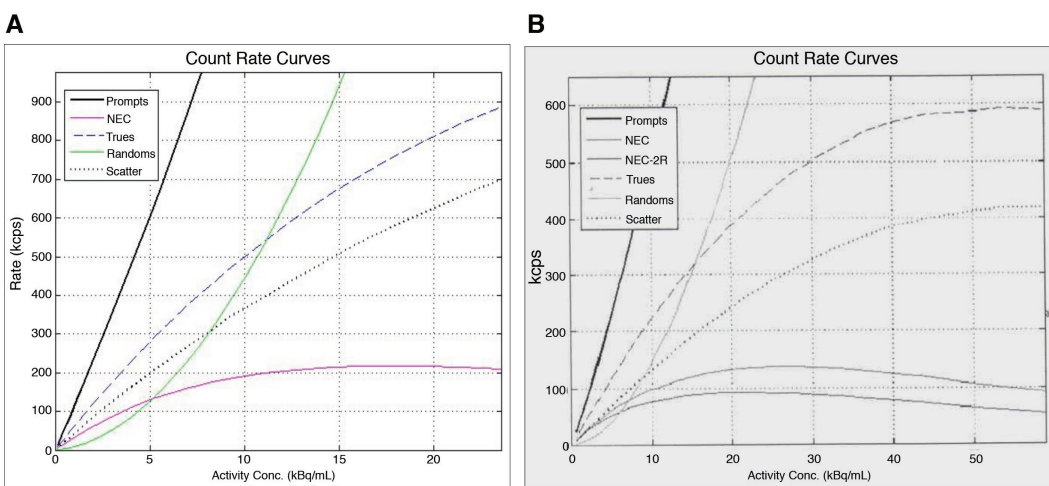 A
Count Rate Curves
900
800
700
600
500
400
300
200
100
0
Rate (kcps)
Prompts
NEC
Trues
Randoms
Scatter
0 5 10 15 20
Activity Conc. (kBq/mL)
B
Count Rate Curves
600
500
400
300
200
100
0
kcps
Prompts
NEC
NEC-2R
Trues
Randoms
Scatter
0 10 20 30 40 50
Activity Conc. (kBq/mL)